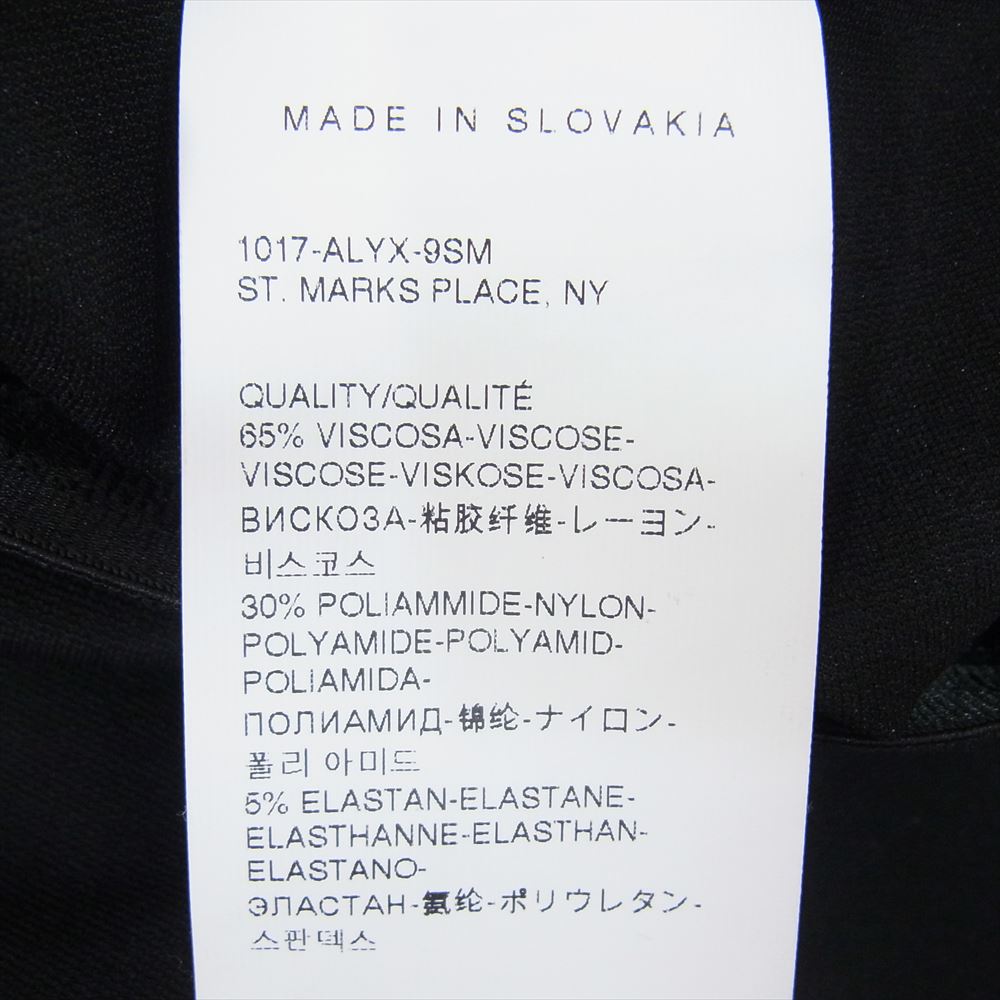 MADE IN SLOVAKIA
1017-ALYX-9SM
ST. MARKS PLACE, NY
QUALITY/QUALITÉ
65% VISCOSA-VISCOSE-
VISCOSE-VISKOSE-VISCOSA-
ВИСКОЗА-粘胶纤维-レーヨン-
비스코스
30% POLIAMMIDE-NYLON-
POLYAMIDE-POLYAMID-
POLIAMIDA-
ПОЛИАМИД-锦纶-ナイロン-
폴리 아미드
5% ELASTAN-ELASTANE-
ELASTHANNE-ELASTHAN-
ELASTANO-
ЭЛАСТАН-氨纶-ポリウレタン-
스판덱스